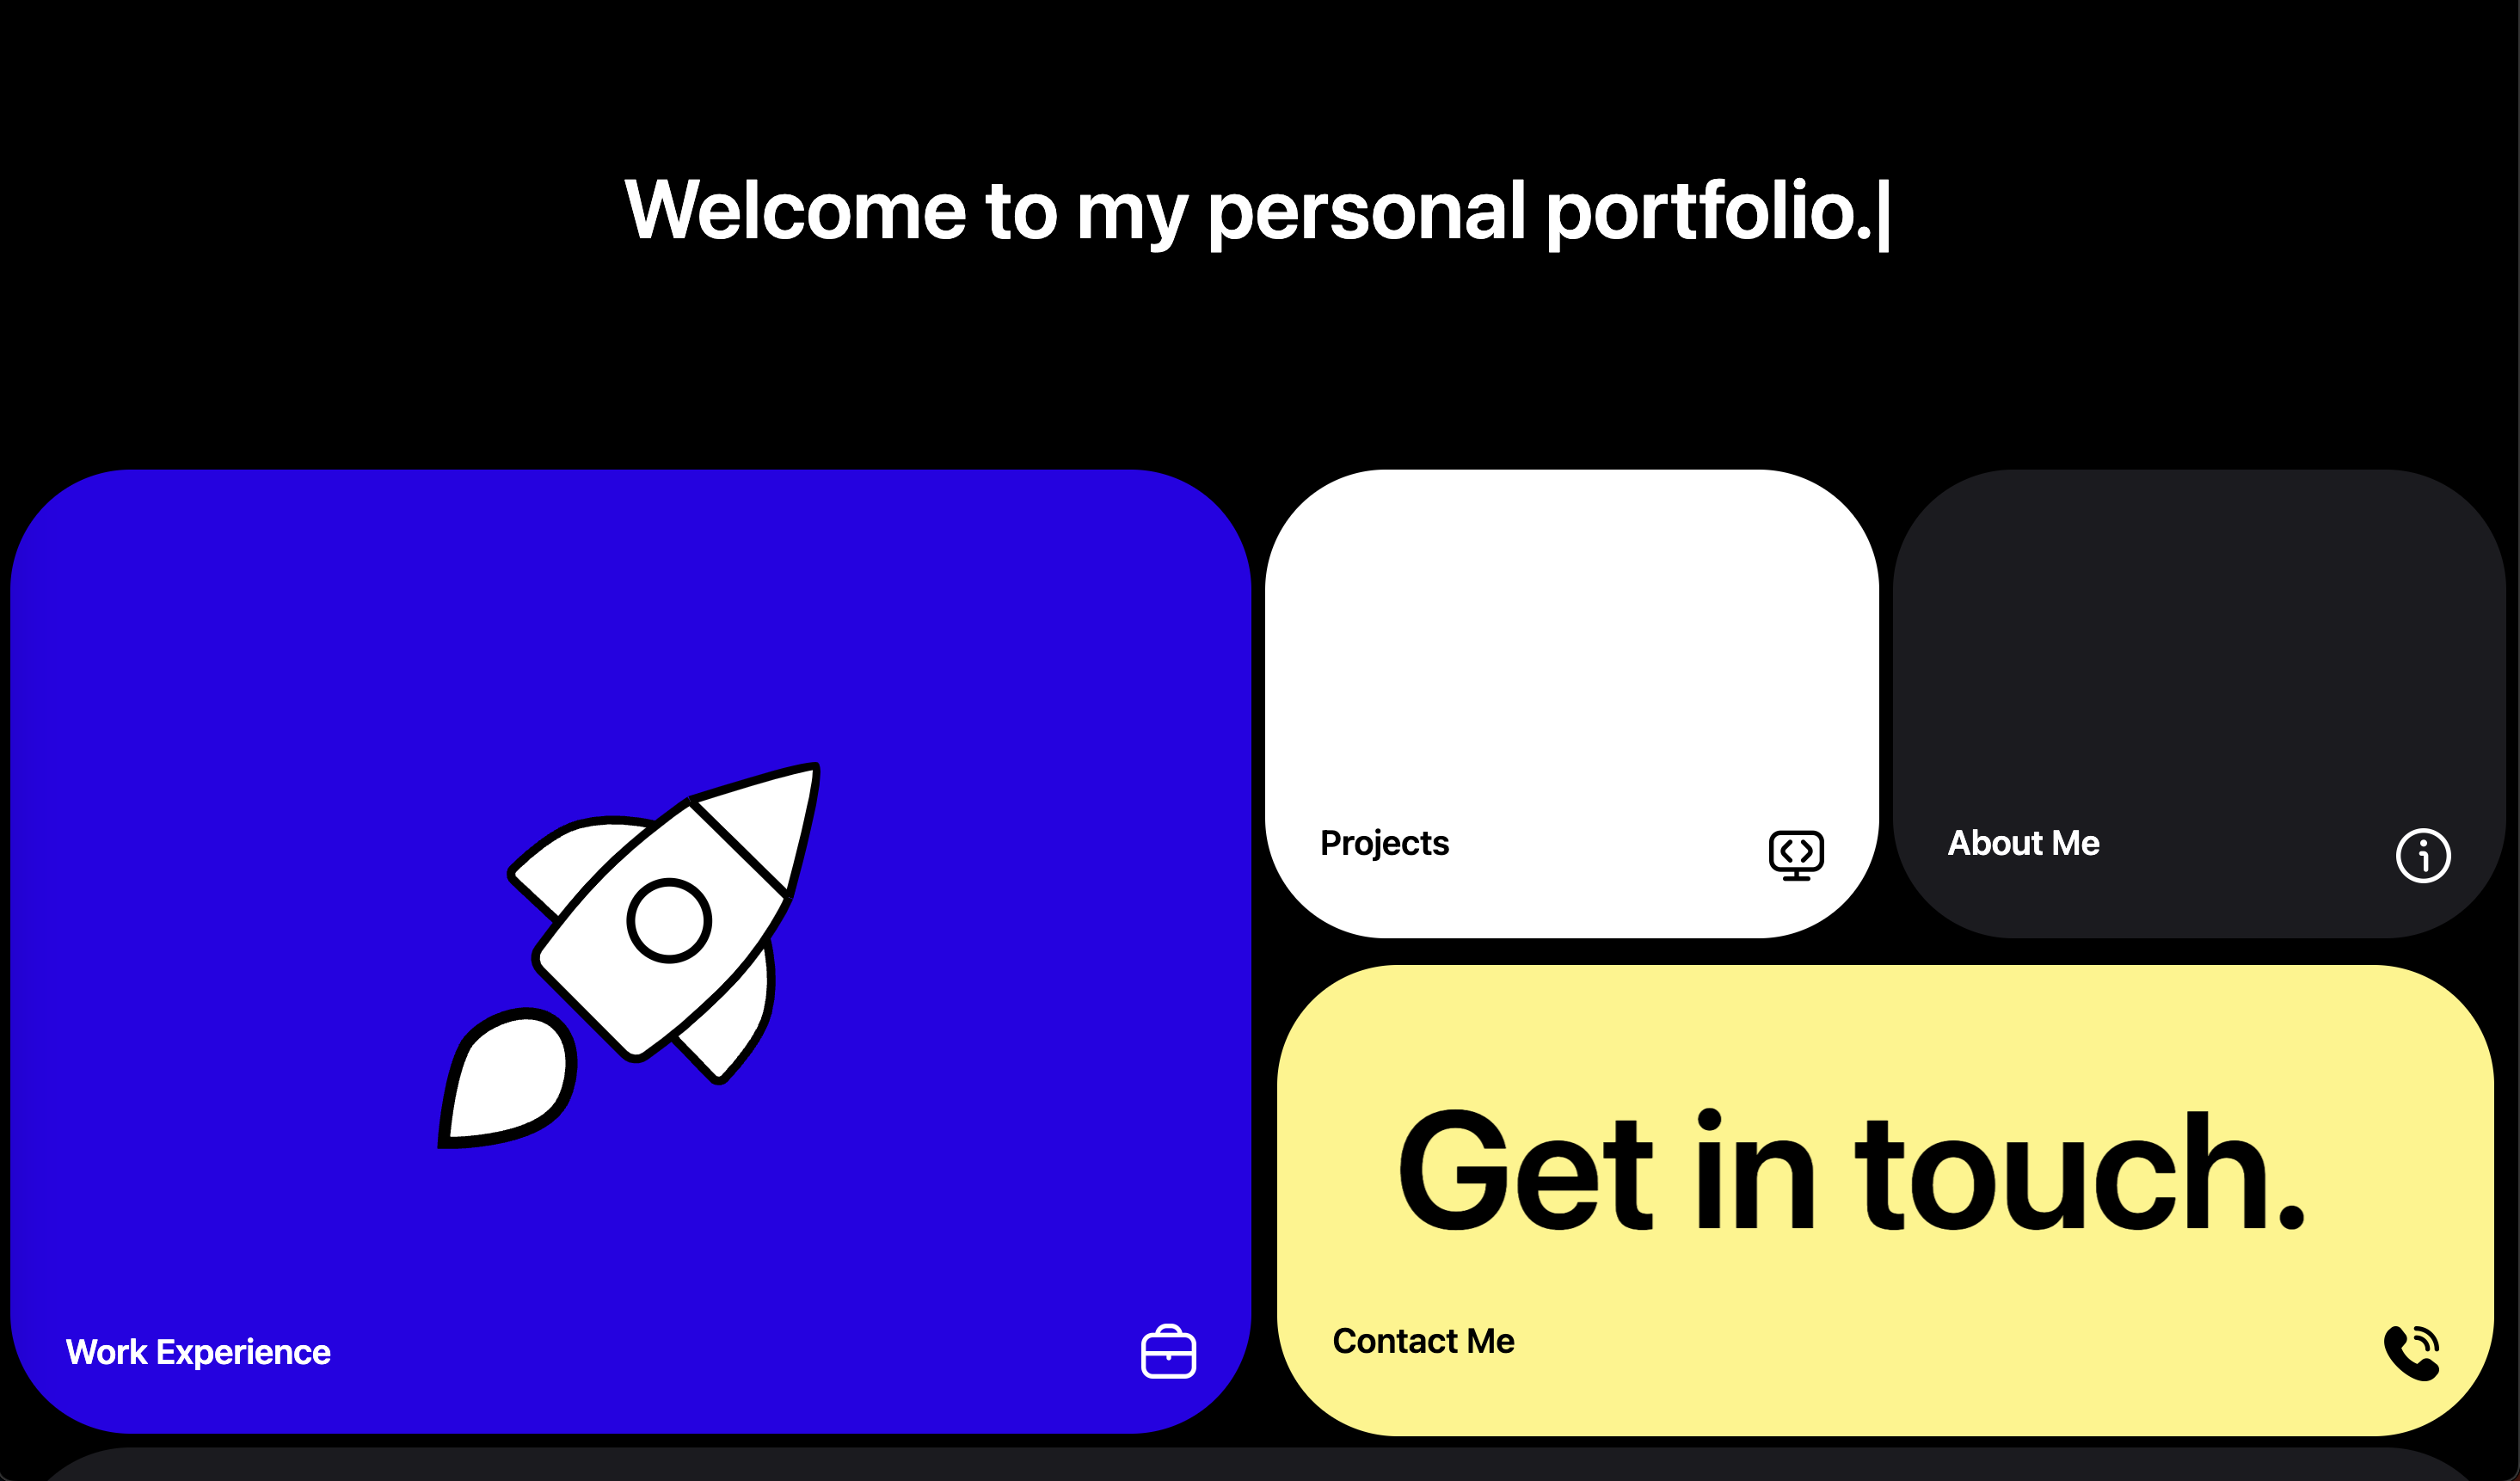 Welcome to my personal portfolio.|
Projects
About Me
Get in touch.
Contact Me
Work Experience